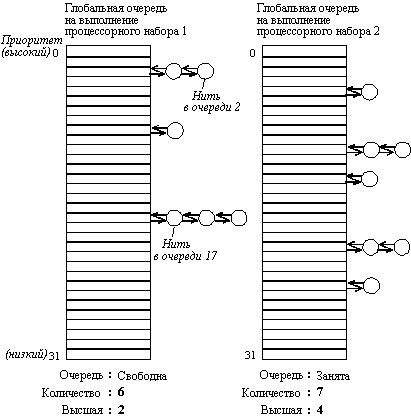 Глобальная очередь
на выполнение
процессорного набора 1
Глобальная очередь
на выполнение
процессорного набора 2
Приоритет
(высокий)
0
0
Нить
в очереди 2
Нить
в очереди 17
(низкий)
31
31
Очередь : Свободна
Количество : 6
Высшая : 2
Очередь : Занята
Количество : 7
Высшая : 4